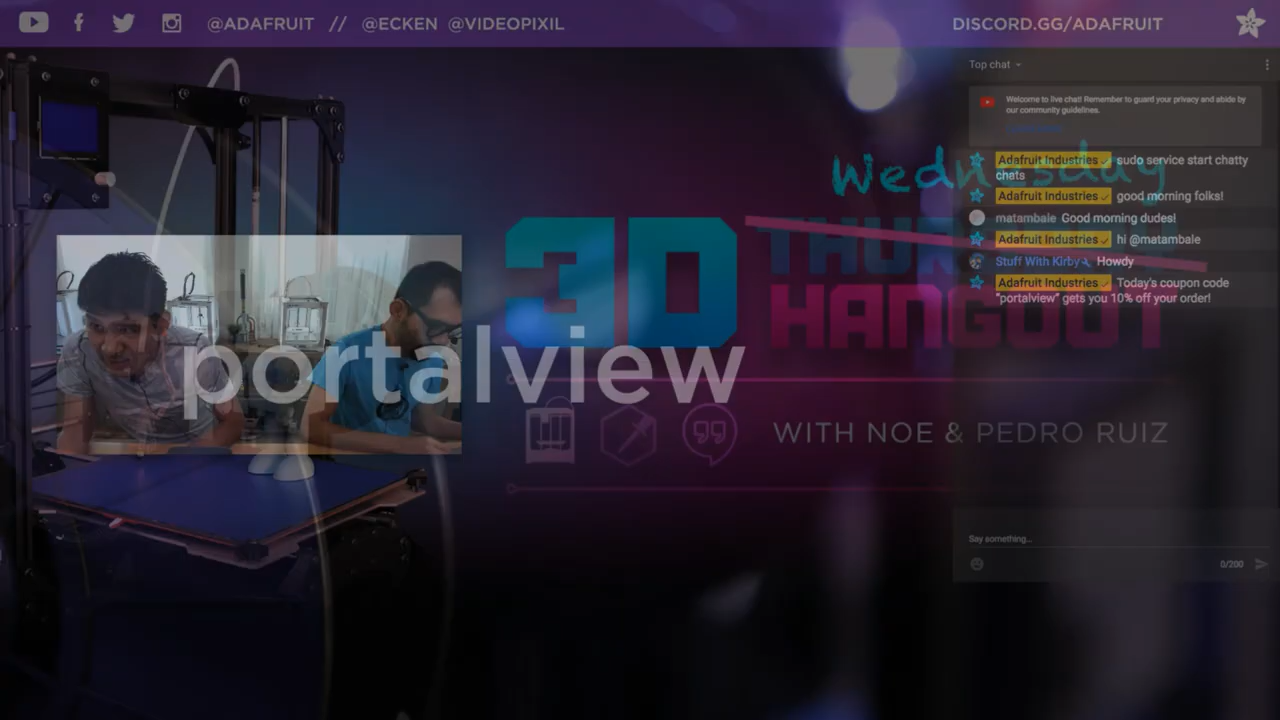 @ADAFRUIT // @ECKEN @VIDEOPIXIL
DISCORD.GG/ADAFRUIT
Top chat
Welcome to live chat! Remember to guard your privacy and abide by
our community guidelines.
Adafruit Industries sudo service start chatty
chats
Adafruit Industries good morning folks!
matambale Good morning dudes!
Adafruit Industries hi @matambale
Stuff With Kirby Howdy
Adafruit Industries Today's coupon code
"portalview" gets you 10% off your order!
Wednesday
3D
HANGOUT
portalview
WITH NOE & PEDRO RUIZ
Say something...
0/200